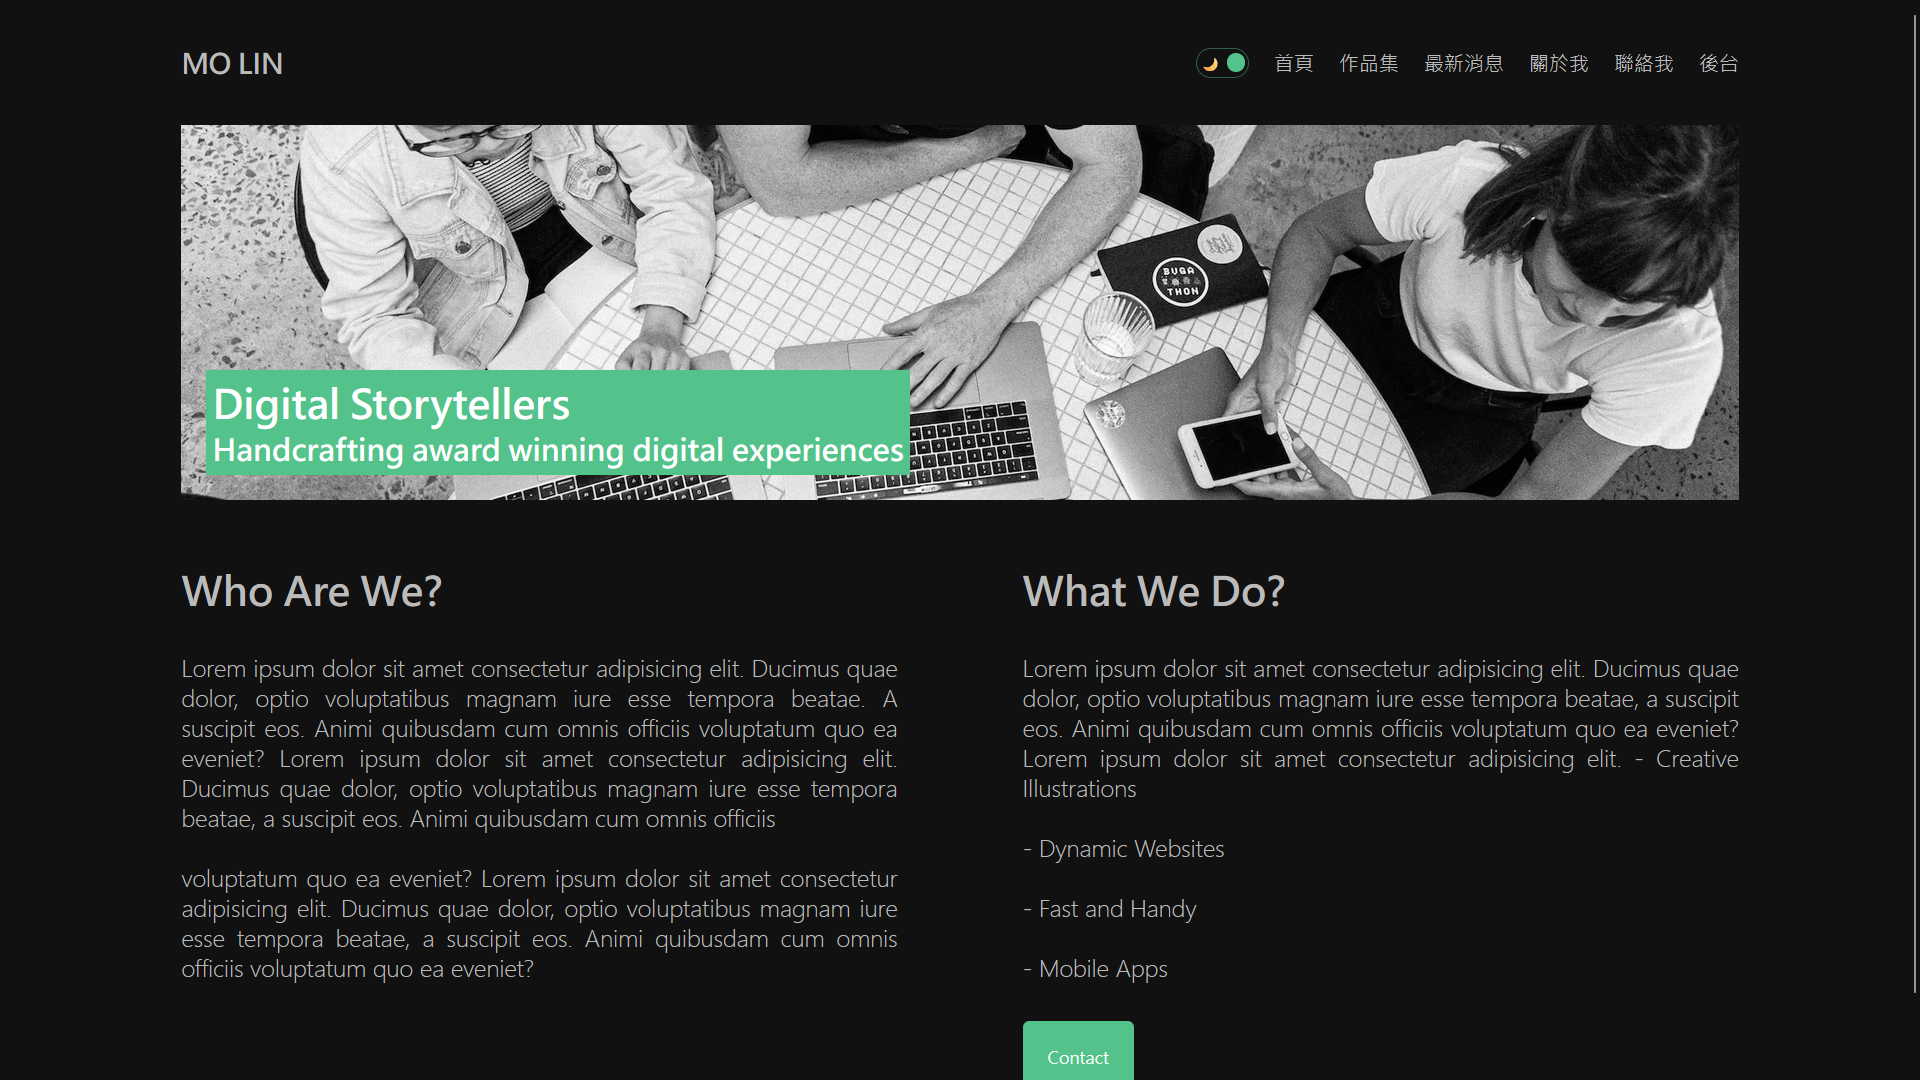 MO LIN
首頁 作品集 最新消息 關於我 聯絡我 後台
BUGA
THON
Digital Storytellers
Handcrafting award winning digital experiences
Who Are We?
Lorem ipsum dolor sit amet consectetur adipisicing elit. Ducimus quae
dolor, optio voluptatibus magnam iure esse tempora beatae. A
suscipit eos. Animi quibusdam cum omnis officiis voluptatum quo ea
eveniet? Lorem ipsum dolor sit amet consectetur adipisicing elit.
Ducimus quae dolor, optio voluptatibus magnam iure esse tempora
beatae, a suscipit eos. Animi quibusdam cum omnis officiis
voluptatum quo ea eveniet? Lorem ipsum dolor sit amet consectetur
adipisicing elit. Ducimus quae dolor, optio voluptatibus magnam iure
esse tempora beatae, a suscipit eos. Animi quibusdam cum omnis
officiis voluptatum quo ea eveniet?
What We Do?
Lorem ipsum dolor sit amet consectetur adipisicing elit. Ducimus quae
dolor, optio voluptatibus magnam iure esse tempora beatae, a suscipit
eos. Animi quibusdam cum omnis officiis voluptatum quo ea eveniet?
Lorem ipsum dolor sit amet consectetur adipisicing elit. - Creative
Illustrations
- Dynamic Websites
- Fast and Handy
- Mobile Apps
Contact